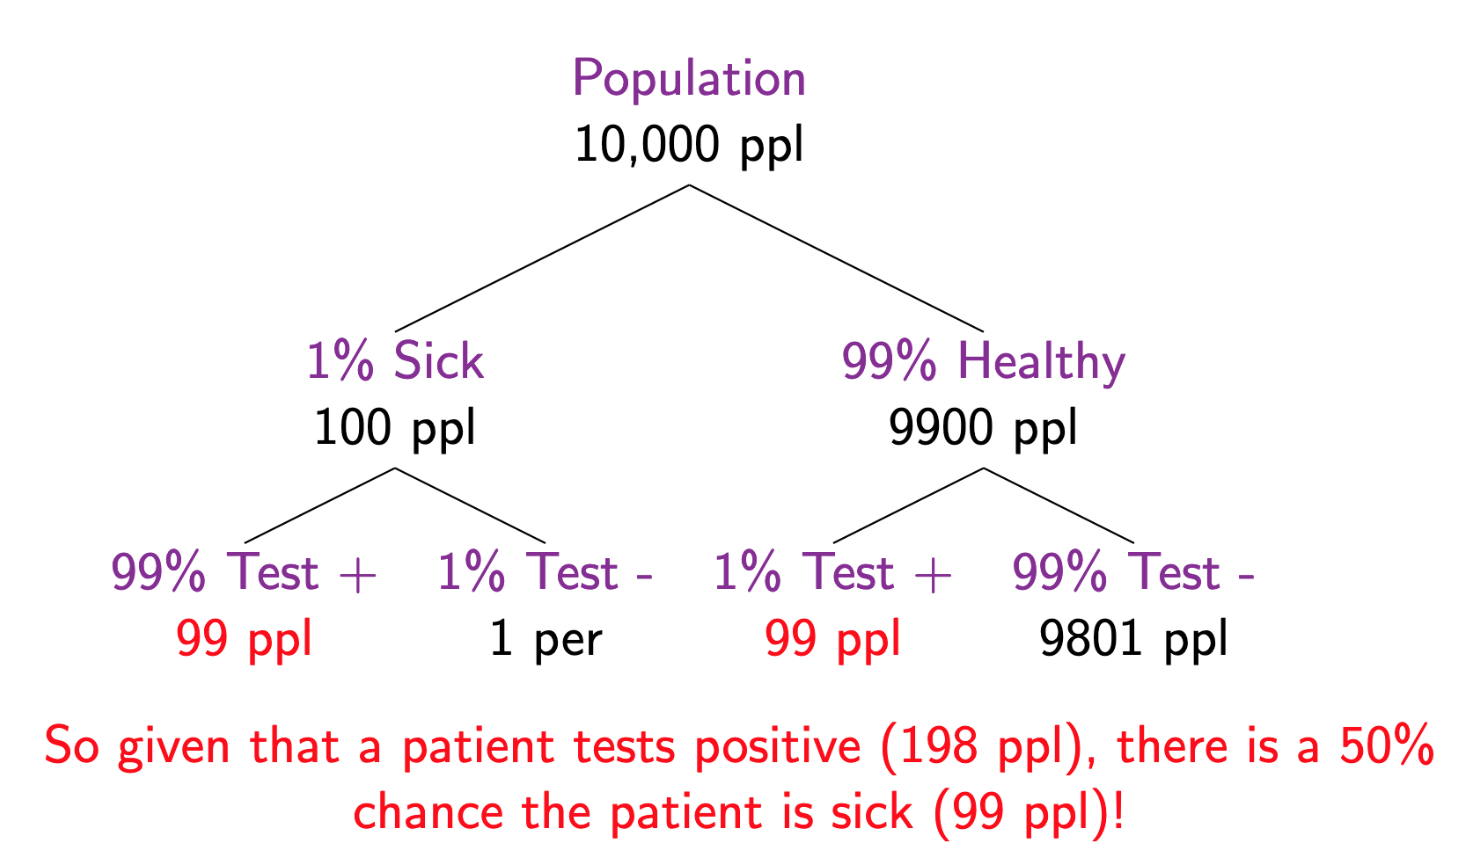 Population
10,000 ppl
1% Sick
99% Healthy
100 ppl
9900 ppl
99% Test +
1% Test -
1% Test +
99% Test -
99 ppl
1 per
99 ppl
9801 ppl
So given that a patient tests positive (198 ppl), there is a 50%
chance the patient is sick (99 ppl)!